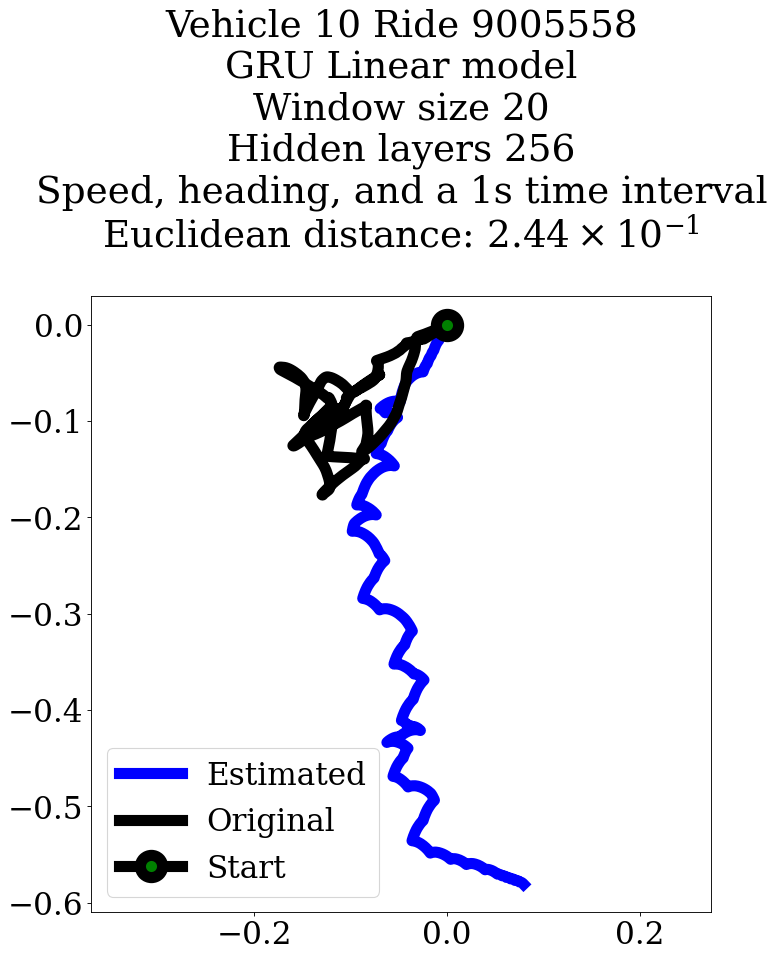 Vehicle 10 Ride 9005558
GRU Linear model
Window size 20
Hidden layers 256
Speed, heading, and a 1s time interval
Euclidean distance: 2.44 × 10⁻¹
0.0
−0.1
−0.2
−0.3
−0.4
−0.5
−0.6
Estimated
Original
Start
−0.2 0.0 0.2